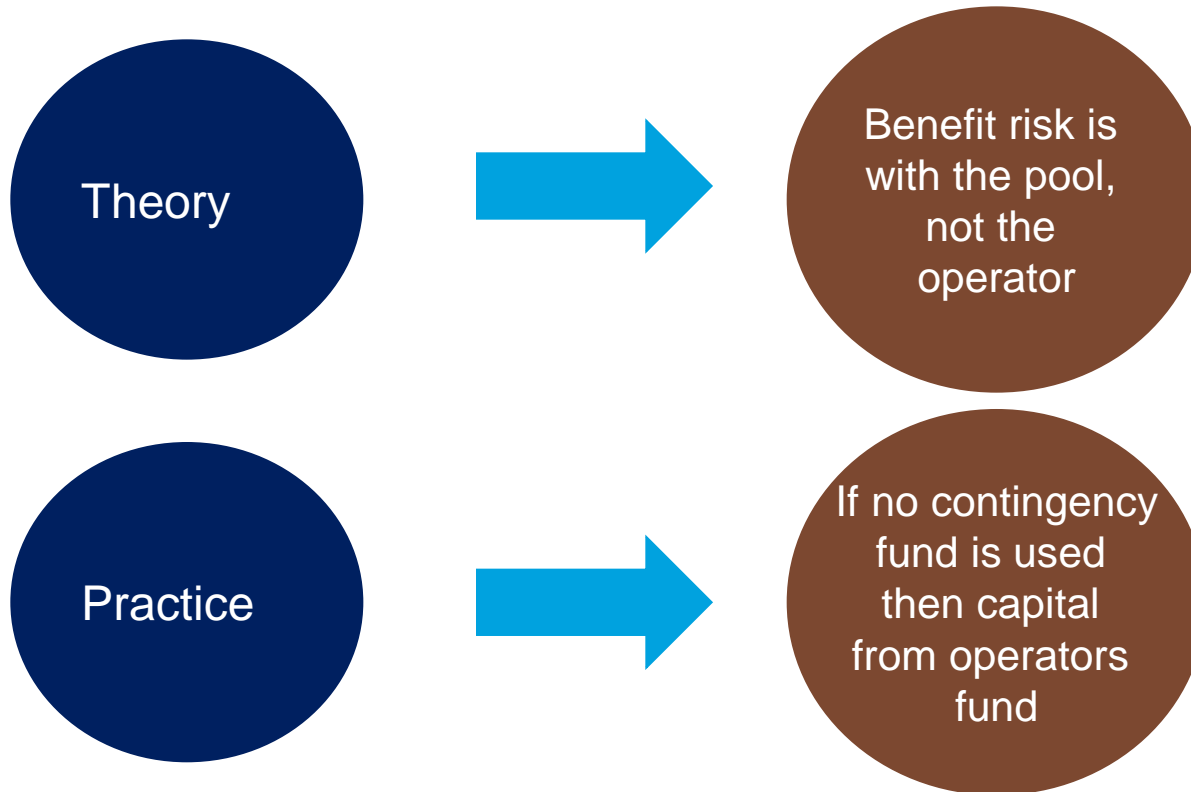 Theory
Benefit risk is
with the pool,
not the
operator
Practice
If no contingency
fund is used
then capital
from operators
fund